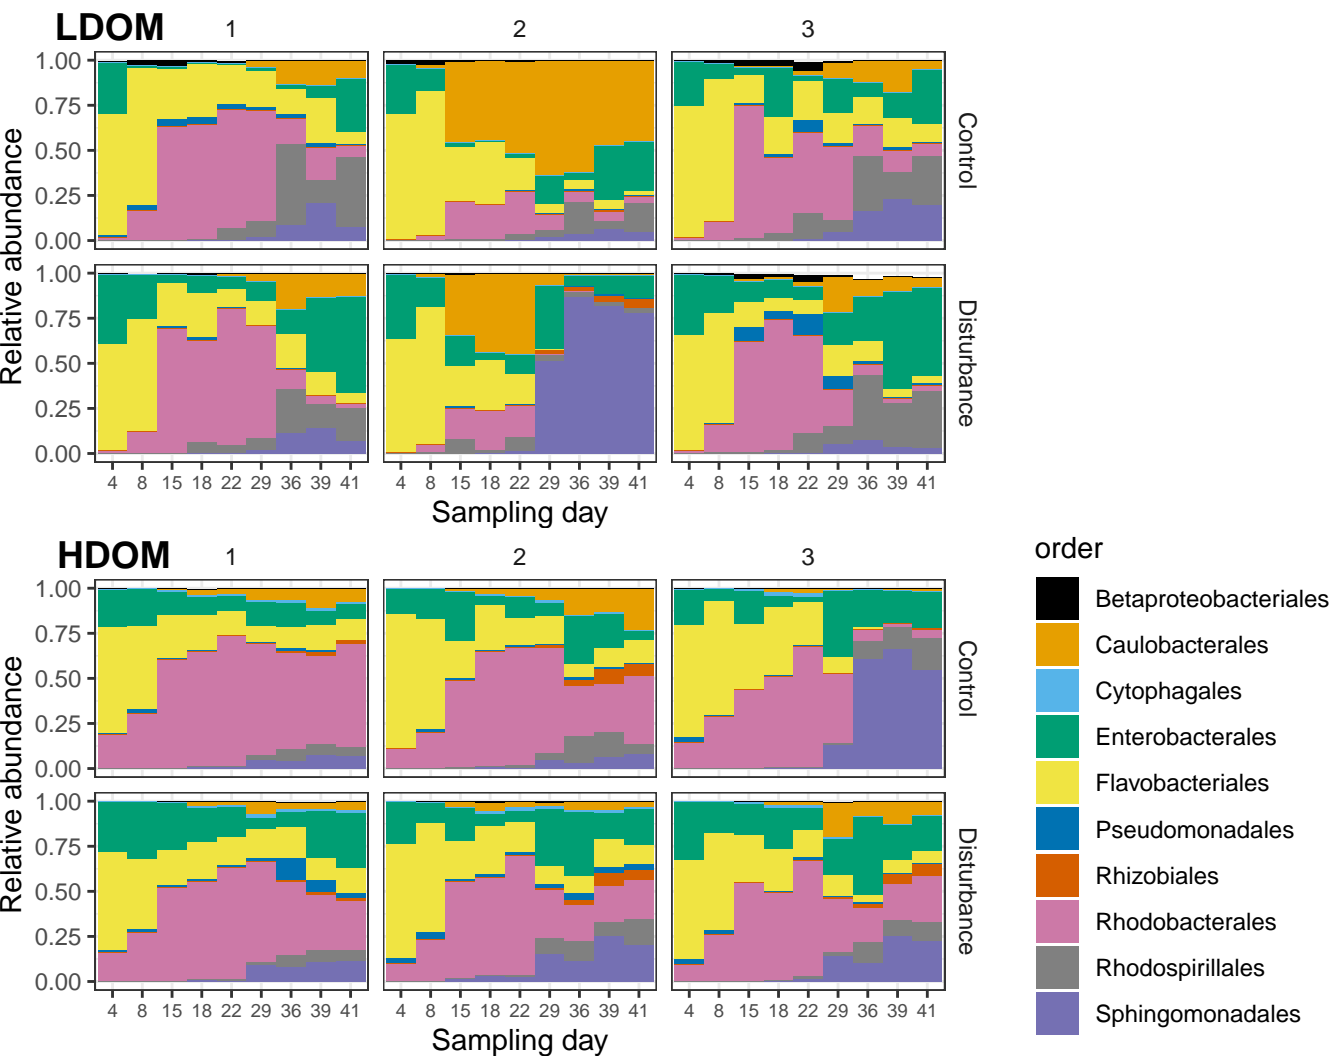 LDOM 1 2 3
Relative abundance
1.00
0.75
0.50
0.25
0.00
Control
1.00
0.75
0.50
0.25
0.00
Disturbance
4 8 15 18 22 29 36 39 41 4 8 15 18 22 29 36 39 41 4 8 15 18 22 29 36 39 41
Sampling day
HDOM 1 2 3
Relative abundance
1.00
0.75
0.50
0.25
0.00
Control
1.00
0.75
0.50
0.25
0.00
Disturbance
4 8 15 18 22 29 36 39 41 4 8 15 18 22 29 36 39 41 4 8 15 18 22 29 36 39 41
Sampling day
order
Betaproteobacteriales
Caulobacterales
Cytophagales
Enterobacterales
Flavobacteriales
Pseudomonadales
Rhizobiales
Rhodobacterales
Rhodospirillales
Sphingomonadales